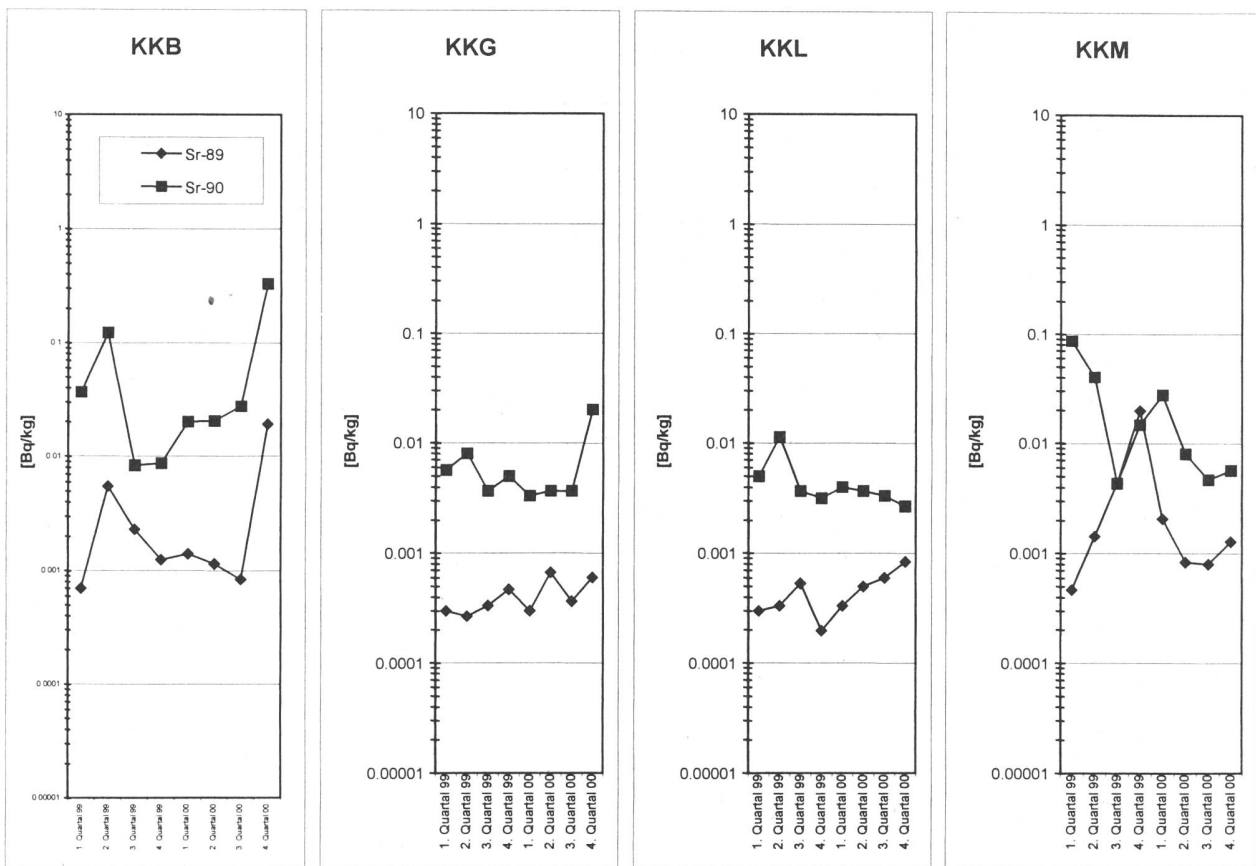 KKB
10
1
0.1
0.01
0.001
0.0001
0.00001
[Bq/kg]
Sr-89
Sr-90
1. Quartal 99
2. Quartal 99
3. Quartal 99
4. Quartal 99
1. Quartal 00
2. Quartal 00
3. Quartal 00
4. Quartal 00
KKG
10
1
0.1
0.01
0.001
0.0001
0.00001
[Bq/kg]
1. Quartal 99
2. Quartal 99
3. Quartal 99
4. Quartal 99
1. Quartal 00
2. Quartal 00
3. Quartal 00
4. Quartal 00
KKL
10
1
0.1
0.01
0.001
0.0001
0.00001
[Bq/kg]
1. Quartal 99
2. Quartal 99
3. Quartal 99
4. Quartal 99
1. Quartal 00
2. Quartal 00
3. Quartal 00
4. Quartal 00
KKM
10
1
0.1
0.01
0.001
0.0001
0.00001
[Bq/kg]
1. Quartal 99
2. Quartal 99
3. Quartal 99
4. Quartal 99
1. Quartal 00
2. Quartal 00
3. Quartal 00
4. Quartal 00